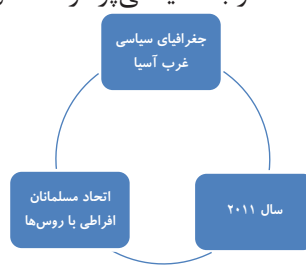 جغرافیای سیاسی
غرب آسیا
سال ۲۰۱۱
اتحاد مسلمانان
افراطی با روس‌ها